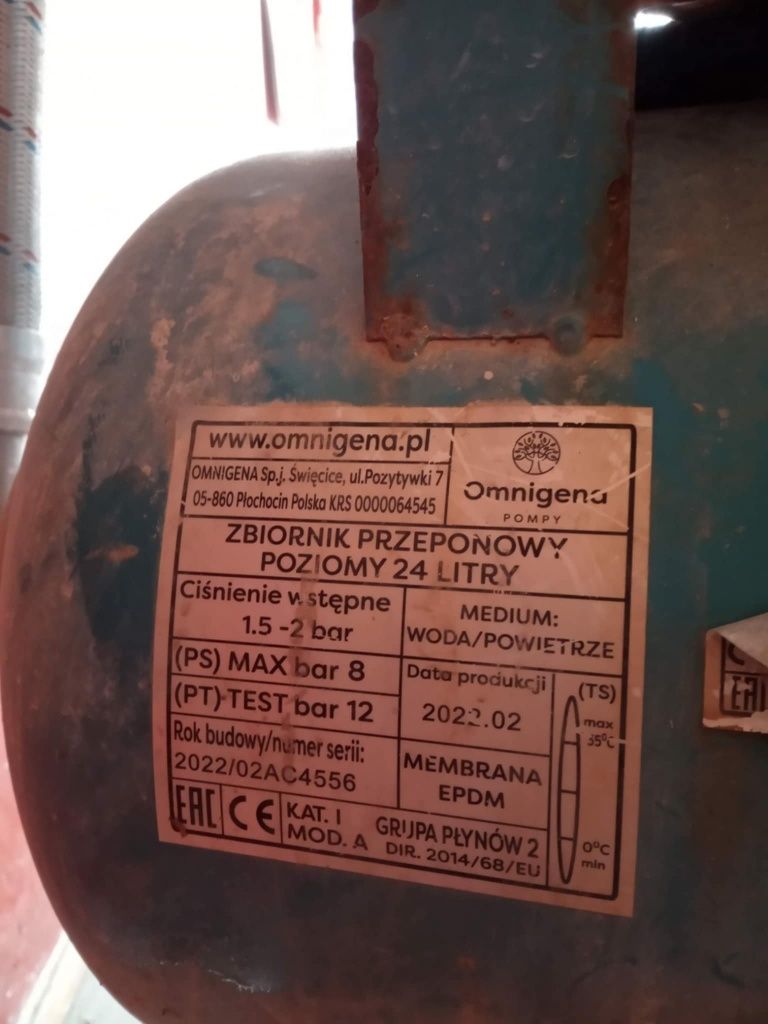 www.omnigena.pl
OMNIGENA Sp.j. Święcice, ul.Pozytywki 7
05-860 Płochocin Polska KRS 0000064545
Omnigena
POMPY
ZBIORNIK PRZEPONOWY
POZIOMY 24 LITRY
Ciśnienie wstępne
1.5 -2 bar
MEDIUM:
WODA/POWIETRZE
(PS) MAX bar 8
(PT) TEST bar 12
Data produkcji
2022.02
(TS)
max
35°C
Rok budowy/numer serii:
2022/02AC4556
MEMBRANA
EPDM
0°C
min
EAC CE
KAT. I
MOD. A
GRUPA PŁYNÓW 2
DIR. 2014/68/EU